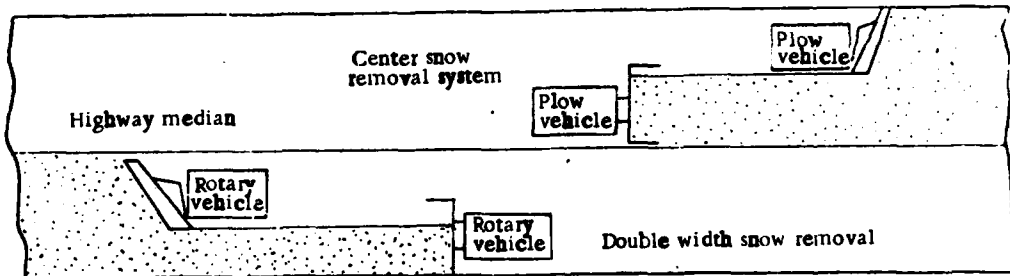 Center snow
removal system
Plow
vehicle
Plow
vehicle
Highway median
Rotary
vehicle
Rotary
vehicle
Double width snow removal